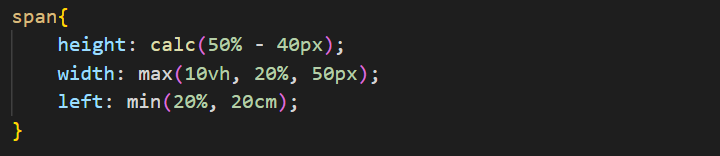 span{
    height: calc(50% - 40px);
    width: max(10vh, 20%, 50px);
    left: min(20%, 20cm);
}